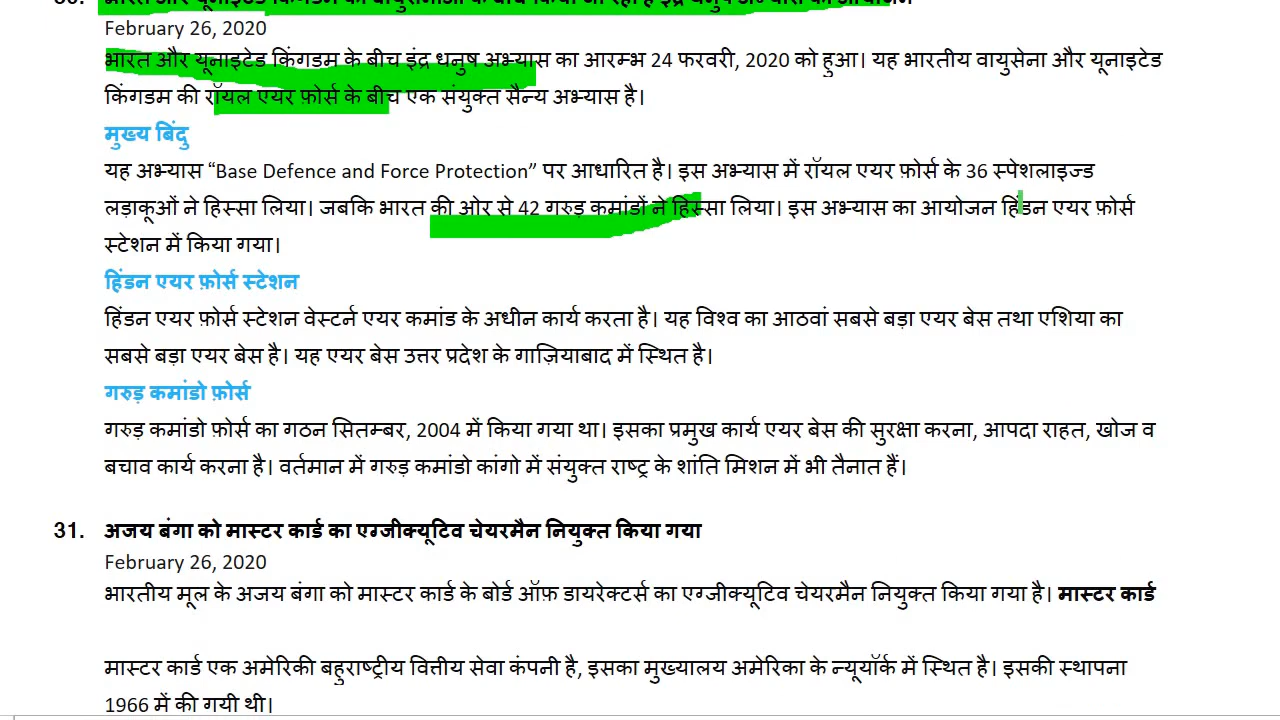 भारत और यूनाइटेड किंगडम के बीच इंद्र धनुष अभ्यास का आरम्भ 24 फरवरी, 2020 को हुआ। यह भारतीय वायुसेना और यूनाइटेड
किंगडम की रॉयल एयर फ़ोर्स के बीच एक संयुक्त सैन्य अभ्यास है।
मुख्य बिंदु
यह अभ्यास “Base Defence and Force Protection” पर आधारित है। इस अभ्यास में रॉयल एयर फ़ोर्स के 36 स्पेशलाइज्ड
लड़ाकूओं ने हिस्सा लिया। जबकि भारत की ओर से 42 गरुड़ कमांडों ने हिस्सा लिया। इस अभ्यास का आयोजन हिंडन एयर फ़ोर्स
स्टेशन में किया गया।
हिंडन एयर फ़ोर्स स्टेशन
हिंडन एयर फ़ोर्स स्टेशन वेस्टर्न एयर कमांड के अधीन कार्य करता है। यह विश्व का आठवां सबसे बड़ा एयर बेस तथा एशिया का
सबसे बड़ा एयर बेस है। यह एयर बेस उत्तर प्रदेश के गाज़ियाबाद में स्थित है।
गरुड़ कमांडो फ़ोर्स
गरुड़ कमांडो फ़ोर्स का गठन सितम्बर, 2004 में किया गया था। इसका प्रमुख कार्य एयर बेस की सुरक्षा करना, आपदा राहत, खोज व
बचाव कार्य करना है। वर्तमान में गरुड़ कमांडो कांगो में संयुक्त राष्ट्र के शांति मिशन में भी तैनात हैं।
31. अजय बंगा को मास्टर कार्ड का एग्जीक्यूटिव चेयरमैन नियुक्त किया गया
February 26, 2020
भारतीय मूल के अजय बंगा को मास्टर कार्ड के बोर्ड ऑफ़ डायरेक्टर्स का एग्जीक्यूटिव चेयरमैन नियुक्त किया गया है। मास्टर कार्ड
मास्टर कार्ड एक अमेरिकी बहुराष्ट्रीय वित्तीय सेवा कंपनी है, इसका मुख्यालय अमेरिका के न्यूयॉर्क में स्थित है। इसकी स्थापना
1966 में की गयी थी।